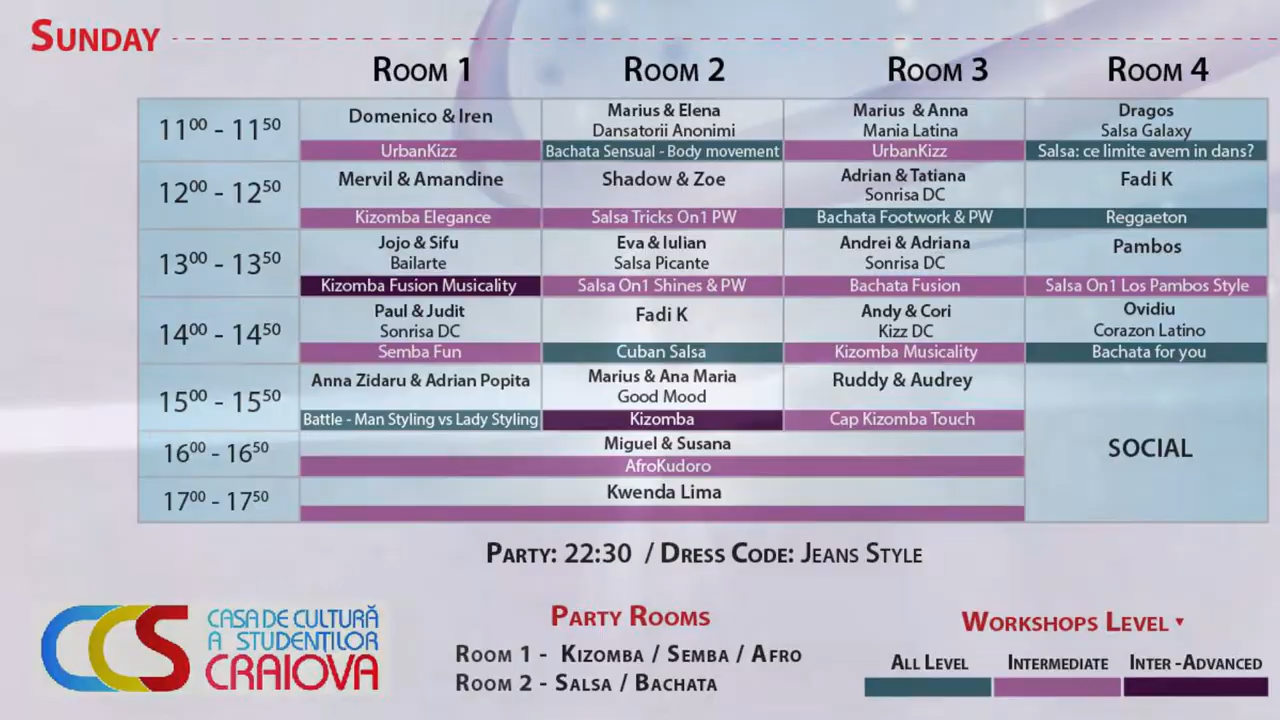 SUNDAY
ROOM 1 ROOM 2 ROOM 3 ROOM 4
11⁰⁰ - 11⁵⁰
Domenico & Iren
UrbanKizz
Marius & Elena
Dansatorii Anonimi
Bachata Sensual - Body movement
Marius & Anna
Mania Latina
UrbanKizz
Dragos
Salsa Galaxy
Salsa: ce limite avem in dans?
12⁰⁰ - 12⁵⁰
Mervil & Amandine
Kizomba Elegance
Shadow & Zoe
Salsa Tricks On1 PW
Adrian & Tatiana
Sonrisa DC
Bachata Footwork & PW
Fadi K
Reggaeton
13⁰⁰ - 13⁵⁰
Jojo & Sifu
Bailarte
Kizomba Fusion Musicality
Eva & Iulian
Salsa Picante
Salsa On1 Shines & PW
Andrei & Adriana
Sonrisa DC
Bachata Fusion
Pambos
Salsa On1 Los Pambos Style
14⁰⁰ - 14⁵⁰
Paul & Judit
Sonrisa DC
Semba Fun
Fadi K
Cuban Salsa
Andy & Cori
Kizz DC
Kizomba Musicality
Ovidiu
Corazon Latino
Bachata for you
15⁰⁰ - 15⁵⁰
Anna Zidaru & Adrian Popita
Battle - Man Styling vs Lady Styling
Marius & Ana Maria
Good Mood
Kizomba
Ruddy & Audrey
Cap Kizomba Touch
SOCIAL
16⁰⁰ - 16⁵⁰
Miguel & Susana
AfroKudoro
17⁰⁰ - 17⁵⁰
Kwenda Lima
PARTY: 22:30 / DRESS CODE: JEANS STYLE
CCS
CASA DE CULTURĂ
A STUDENȚILOR
CRAIOVA
PARTY ROOMS
ROOM 1 - KIZOMBA / SEMBA / AFRO
ROOM 2 - SALSA / BACHATA
WORKSHOPS LEVEL
ALL LEVEL INTERMEDIATE INTER -ADVANCED